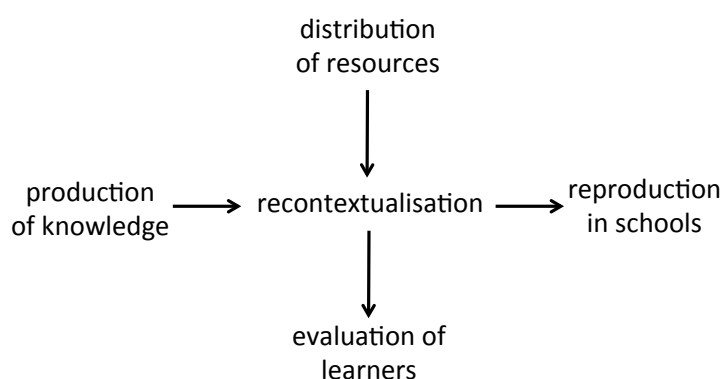 distribution
of resources
production
of knowledge
recontextualisation
reproduction
in schools
evaluation of
learners